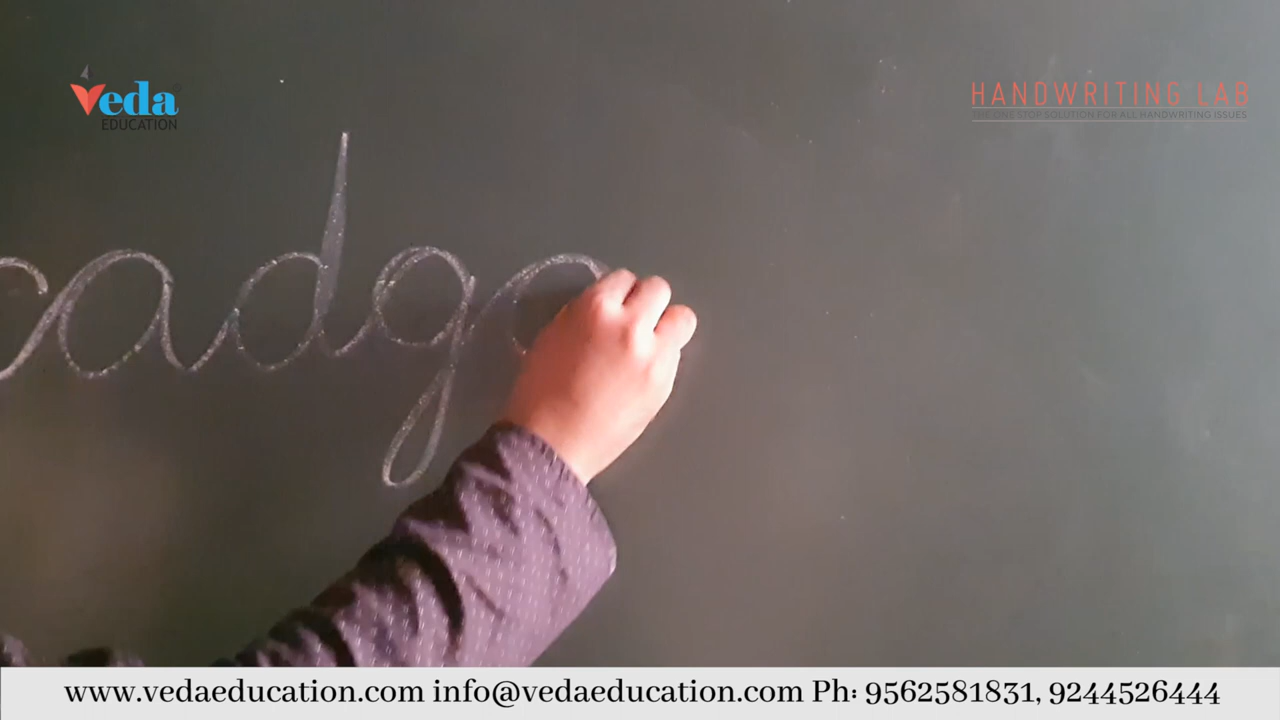 veda
EDUCATION
HANDWRITING LAB
THE ONE STOP SOLUTION FOR ALL HANDWRITING ISSUES
cadg
www.vedaeducation.com info@vedaeducation.com Ph: 9562581831, 9244526444